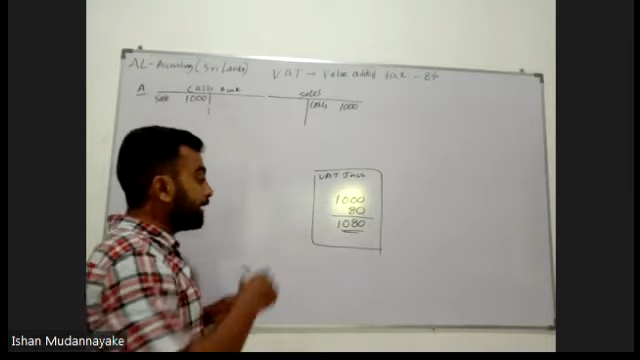 AL-Accounting (Sri Lanka)
VAT → Value added tax - 8%
A
Cash Book
Sale 1000
Sales
Cash 1000
VAT Invo
1000
80
1080
Ishan Mudannayake